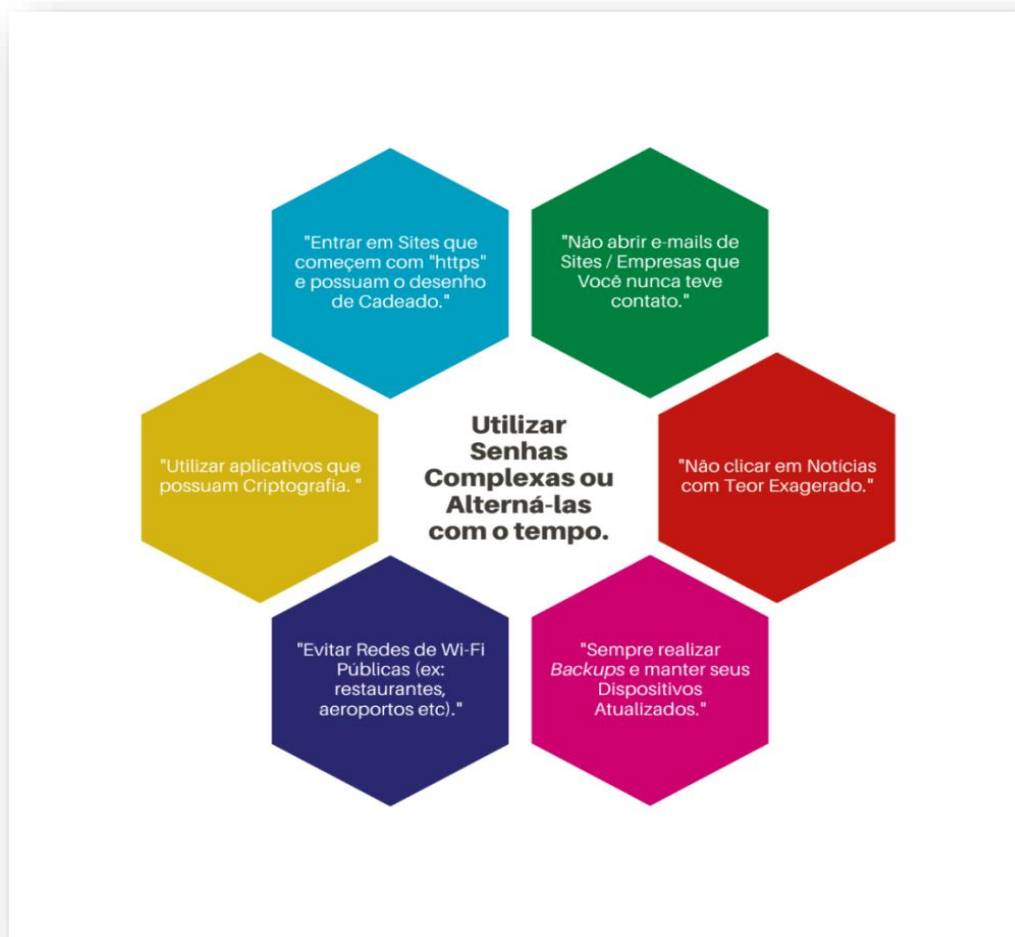 "Entrar em Sites que
começem com "https"
e possuam o desenho
de Cadeado."
"Não abrir e-mails de
Sites / Empresas que
Você nunca teve
contato."
"Utilizar aplicativos que
possuam Criptografia. "
Utilizar
Senhas
Complexas ou
Alterná-las
com o tempo.
"Não clicar em Notícias
com Teor Exagerado."
"Evitar Redes de Wi-Fi
Públicas (ex:
restaurantes,
aeroportos etc)."
"Sempre realizar
Backups e manter seus
Dispositivos
Atualizados."